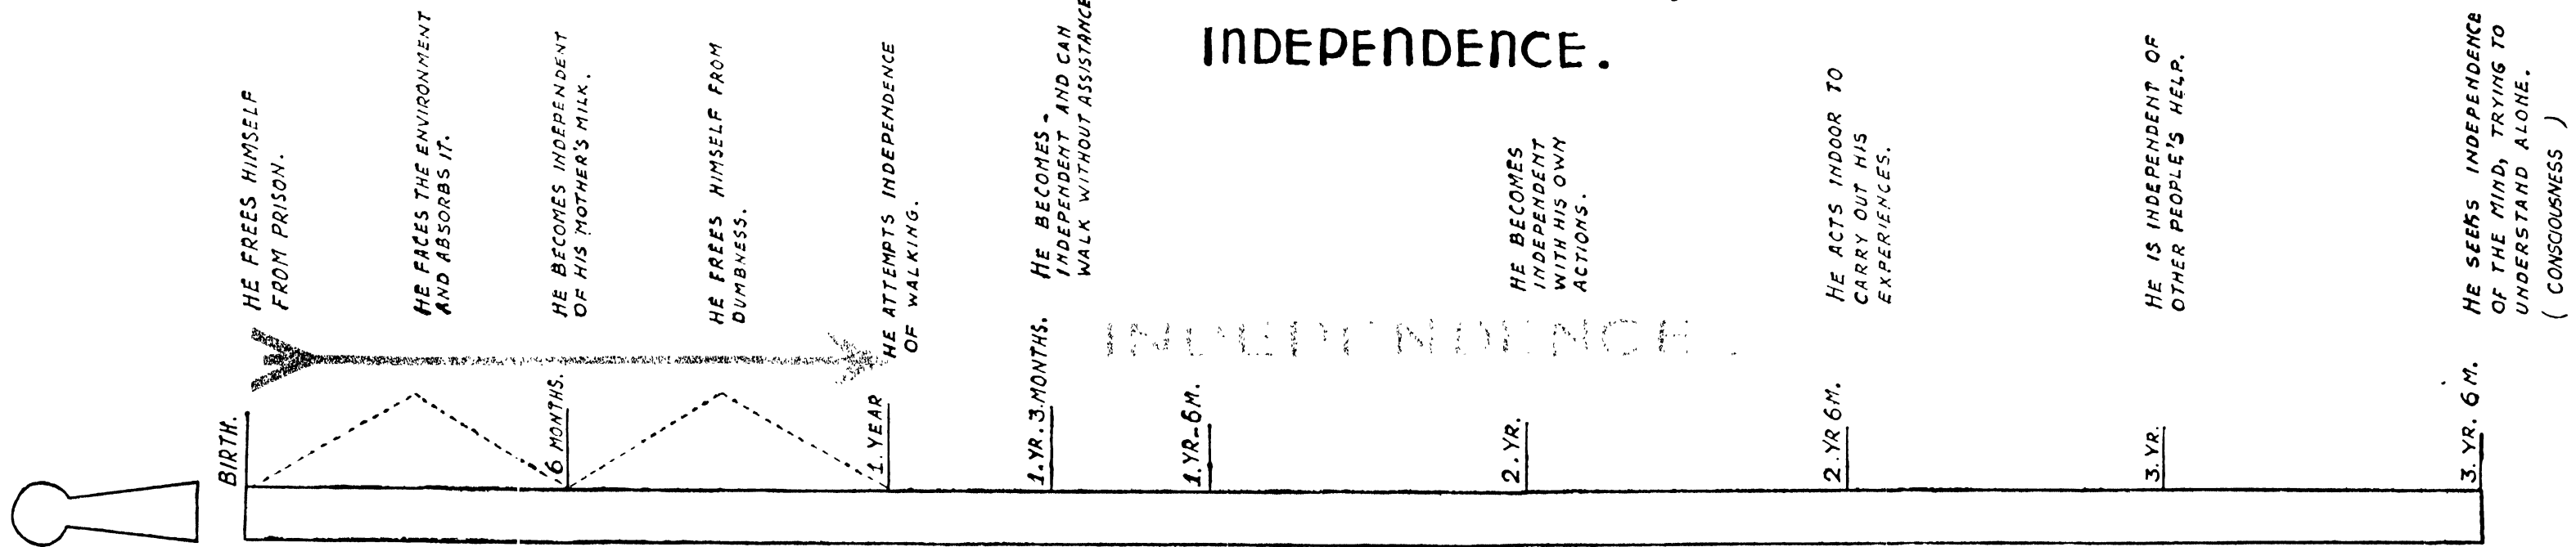 INDEPENDENCE.
HE FREES HIMSELF
FROM PRISON.
HE FACES THE ENVIRONMENT
AND ABSORBS IT.
HE BECOMES INDEPENDENT
OF HIS MOTHER'S MILK.
HE FREES HIMSELF FROM
DUMBNESS.
HE ATTEMPTS INDEPENDENCE
OF WALKING.
HE BECOMES-
INDEPENDENT AND CAN
WALK WITHOUT ASSISTANCE
HE BECOMES
INDEPENDENT
WITH HIS OWN
ACTIONS.
HE ACTS INDOOR TO
CARRY OUT HIS
EXPERIENCES.
HE IS INDEPENDENT OF
OTHER PEOPLE'S HELP.
HE SEEKS INDEPENDENCE
OF THE MIND, TRYING TO
UNDERSTAND ALONE.
(CONSCIOUSNESS)
INDEPENDENCE.
BIRTH.
6 MONTHS.
1.YEAR
1.YR.3.MONTHS.
1.YR-6M.
2.YR.
2.YR 6M.
3.YR.
3.YR. 6M.